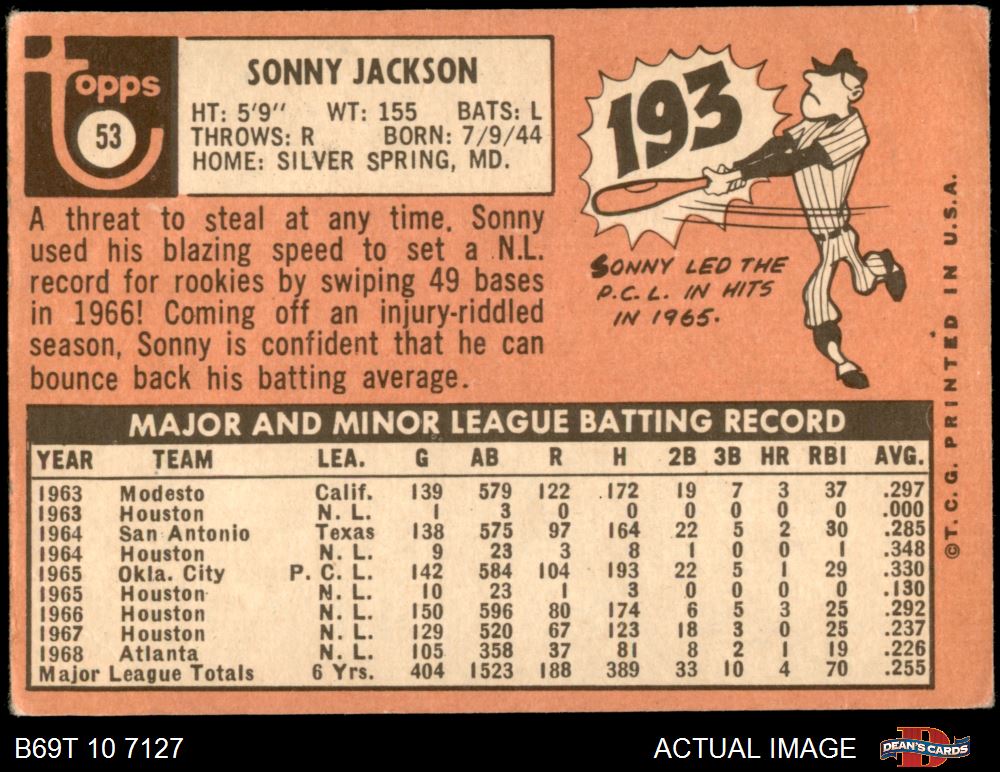 Topps
53
SONNY JACKSON
HT: 5'9" WT: 155 BATS: L
THROWS: R BORN: 7/9/44
HOME: SILVER SPRING, MD.
A threat to steal at any time, Sonny
used his blazing speed to set a N.L.
record for rookies by swiping 49 bases
in 1966! Coming off an injury-riddled
season, Sonny is confident that he can
bounce back his batting average.
193
SONNY LED THE
P.C.L. IN HITS
IN 1965.
©T.C.G. PRINTED IN U.S.A.
MAJOR AND MINOR LEAGUE BATTING RECORD
YEAR TEAM LEA. G AB R H 2B 3B HR RBI AVG.
1963 Modesto Calif. 139 579 122 172 19 7 3 37 .297
1963 Houston N. L. 1 3 0 0 0 0 0 0 .000
1964 San Antonio Texas 138 575 97 164 22 5 2 30 .285
1964 Houston N. L. 9 23 3 8 1 0 0 1 .348
1965 Okla. City P. C. L. 142 584 104 193 22 5 1 29 .330
1965 Houston N. L. 10 23 1 3 0 0 0 0 .130
1966 Houston N. L. 150 596 80 174 6 5 3 25 .292
1967 Houston N. L. 129 520 67 123 18 3 0 25 .237
1968 Atlanta N. L. 105 358 37 81 8 2 1 19 .226
Major League Totals 6 Yrs. 404 1523 188 389 33 10 4 70 .255
B69T 10 7127
ACTUAL IMAGE
DEAN'S CARDS